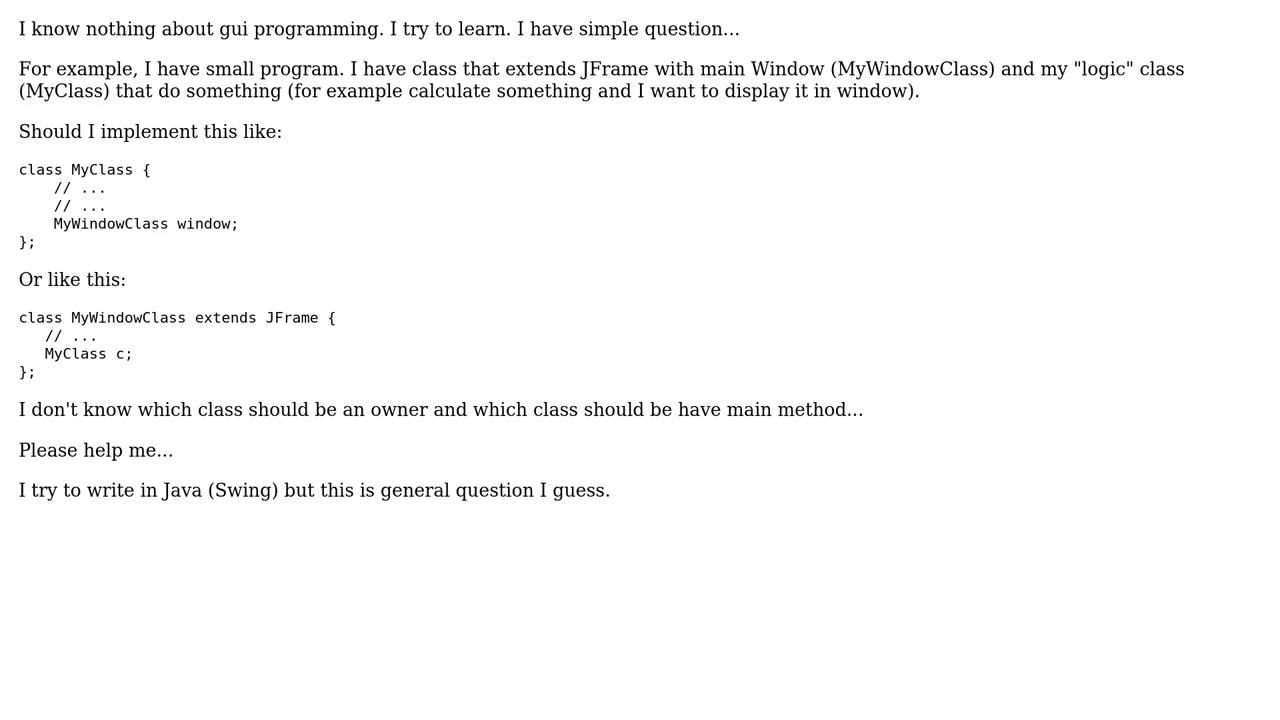 I know nothing about gui programming. I try to learn. I have simple question...
For example, I have small program. I have class that extends JFrame with main Window (MyWindowClass) and my "logic" class
(MyClass) that do something (for example calculate something and I want to display it in window).
Should I implement this like:
class MyClass {
    // ...
    // ...
    MyWindowClass window;
};
Or like this:
class MyWindowClass extends JFrame {
   // ...
   MyClass c;
};
I don't know which class should be an owner and which class should be have main method...
Please help me...
I try to write in Java (Swing) but this is general question I guess.